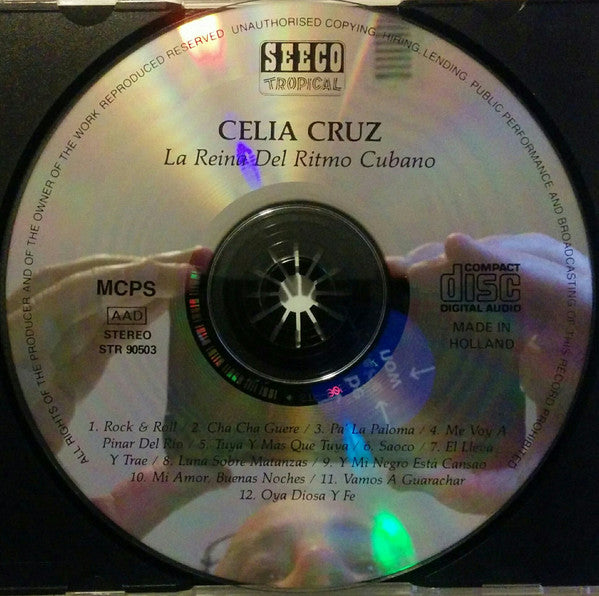 ALL RIGHTS OF THE PRODUCER AND OF THE OWNER OF THE WORK REPRODUCED RESERVED UNAUTHORISED COPYING, HIRING, LENDING, PUBLIC PERFORMANCE AND BROADCASTING OF THIS RECORD PROHIBITED
SEECO
TROPICAL
CELIA CRUZ
La Reina Del Ritmo Cubano
MCPS
AAD
STEREO
STR 90503
COMPACT
disc
DIGITAL AUDIO
MADE IN
HOLLAND
1. Rock & Roll / 2. Cha Cha Guere / 3. Pa' La Paloma / 4. Me Voy A
Pinar Del Rio / 5. Tuya Y Mas Que Tuya / 6. Saoco / 7. El Lleva
Y Trae / 8. Luna Sobre Matanzas / 9. Y Mi Negro Esta Cansao
10. Mi Amor, Buenas Noches / 11. Vamos A Guarachar
12. Oya Diosa Y Fe